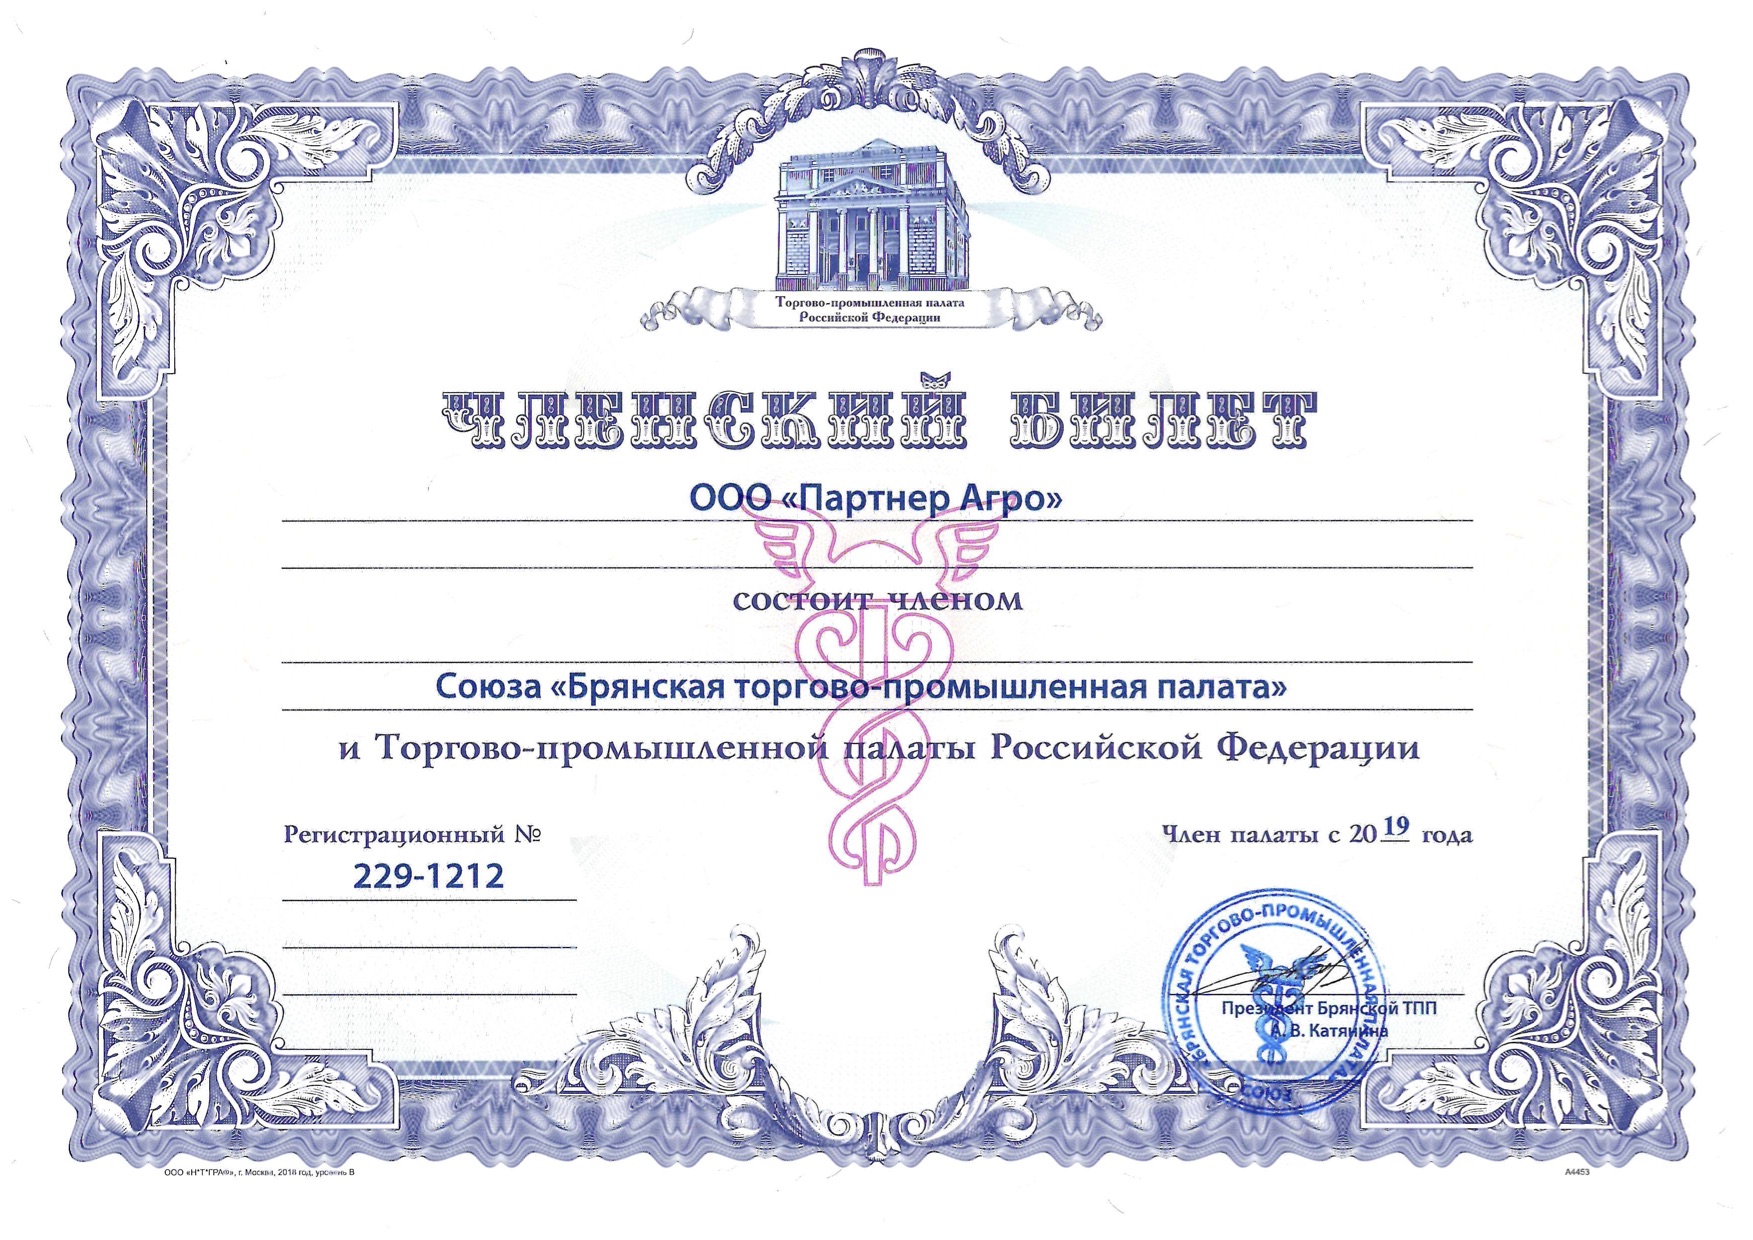 Торгово-промышленная палата
Российской Федерации
ЧЛЕНСКИЙ БИЛЕТ
ООО «Партнер Агро»
состоит членом
Союза «Брянская торгово-промышленная палата»
и Торгово-промышленной палаты Российской Федерации
Регистрационный №
229-1212
Член палаты с 2019 года
БРЯНСКАЯ ТОРГОВО-ПРОМЫШЛЕННАЯ ПАЛАТА
СОЮЗ
Президент Брянской ТПП
А. В. Катянина
ООО «Н*Т*ГРАФ», г. Москва, 2018 год, уровень В
А4453